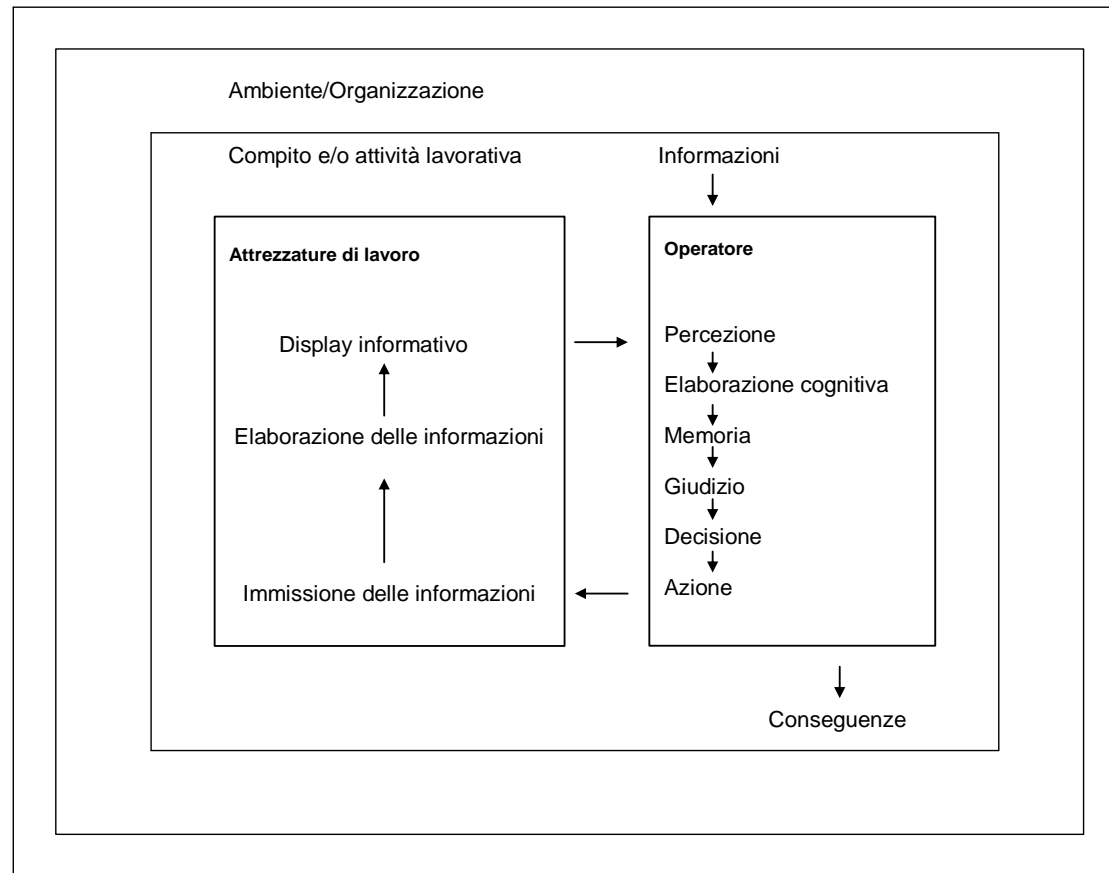 Ambiente/Organizzazione
Compito e/o attività lavorativa
Informazioni
Attrezzature di lavoro
Display informativo
Elaborazione delle informazioni
Immissione delle informazioni
Operatore
Percezione
Elaborazione cognitiva
Memoria
Giudizio
Decisione
Azione
Conseguenze